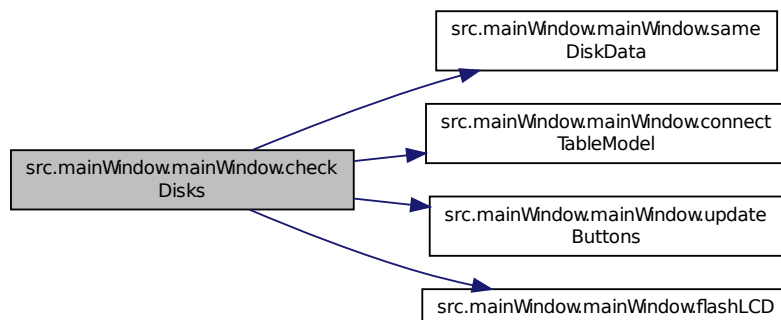 src.mainWindow.mainWindow.same
DiskData
src.mainWindow.mainWindow.connect
TableModel
src.mainWindow.mainWindow.check
Disks
src.mainWindow.mainWindow.update
Buttons
src.mainWindow.mainWindow.flashLCD